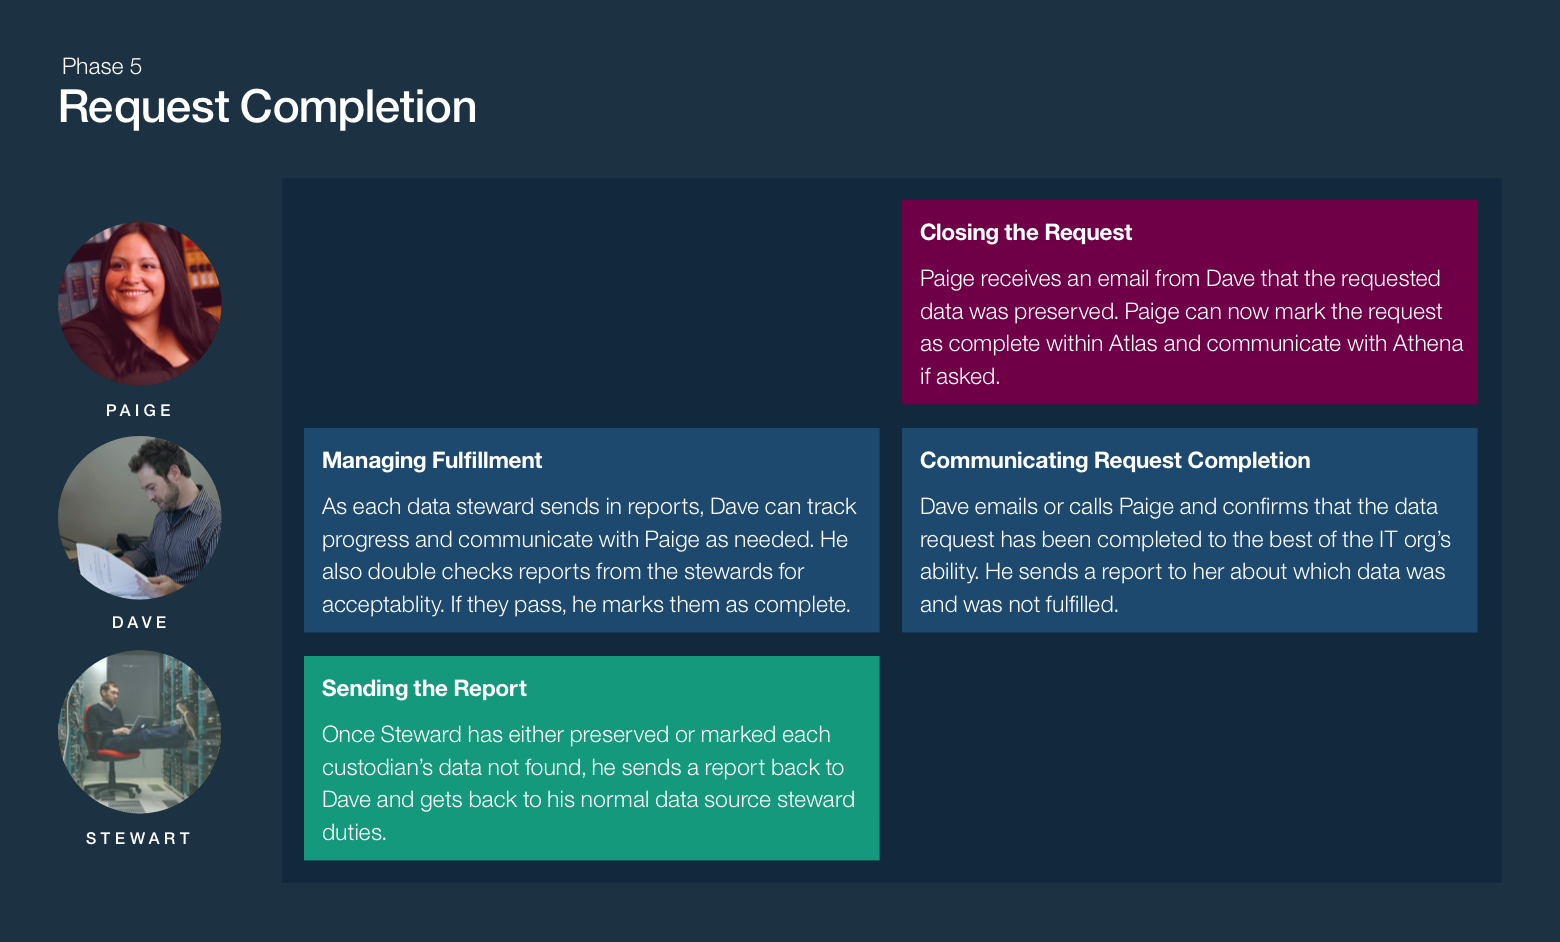 Phase 5
Request Completion
PAIGE
Closing the Request
Paige receives an email from Dave that the requested
data was preserved. Paige can now mark the request
as complete within Atlas and communicate with Athena
if asked.
DAVE
Managing Fulfillment
As each data steward sends in reports, Dave can track
progress and communicate with Paige as needed. He
also double checks reports from the stewards for
acceptablity. If they pass, he marks them as complete.
Communicating Request Completion
Dave emails or calls Paige and confirms that the data
request has been completed to the best of the IT org’s
ability. He sends a report to her about which data was
and was not fulfilled.
STEWART
Sending the Report
Once Steward has either preserved or marked each
custodian’s data not found, he sends a report back to
Dave and gets back to his normal data source steward
duties.